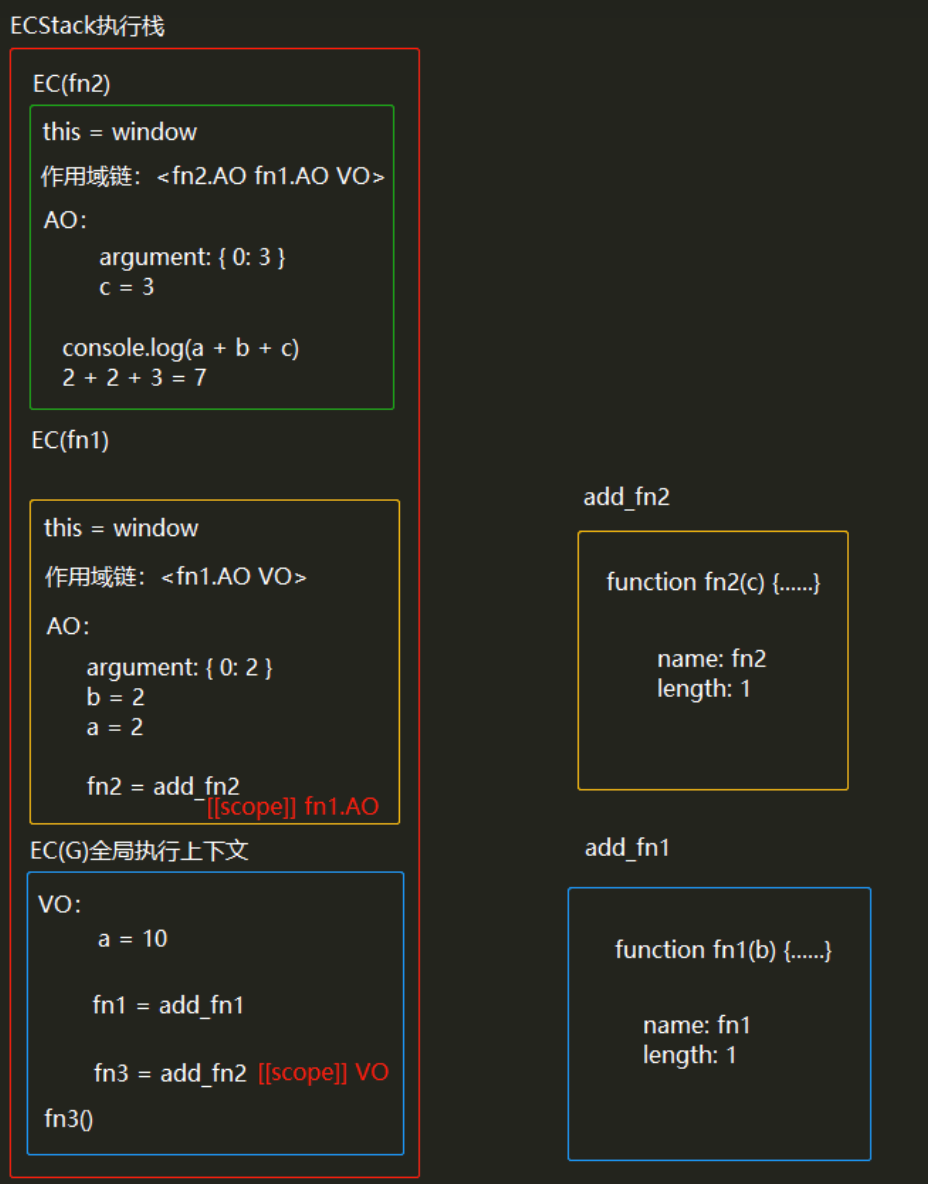 ECStack执行栈
EC(fn2)
this = window
作用域链：<fn2.AO fn1.AO VO>
AO：
argument: { 0: 3 }
c = 3
console.log(a + b + c)
2 + 2 + 3 = 7
EC(fn1)
this = window
作用域链：<fn1.AO VO>
AO：
argument: { 0: 2 }
b = 2
a = 2
fn2 = add_fn2
[[scope]] fn1.AO
EC(G)全局执行上下文
VO：
a = 10
fn1 = add_fn1
fn3 = add_fn2 [[scope]] VO
fn3()
add_fn2
function fn2(c) {......}
name: fn2
length: 1
add_fn1
function fn1(b) {......}
name: fn1
length: 1